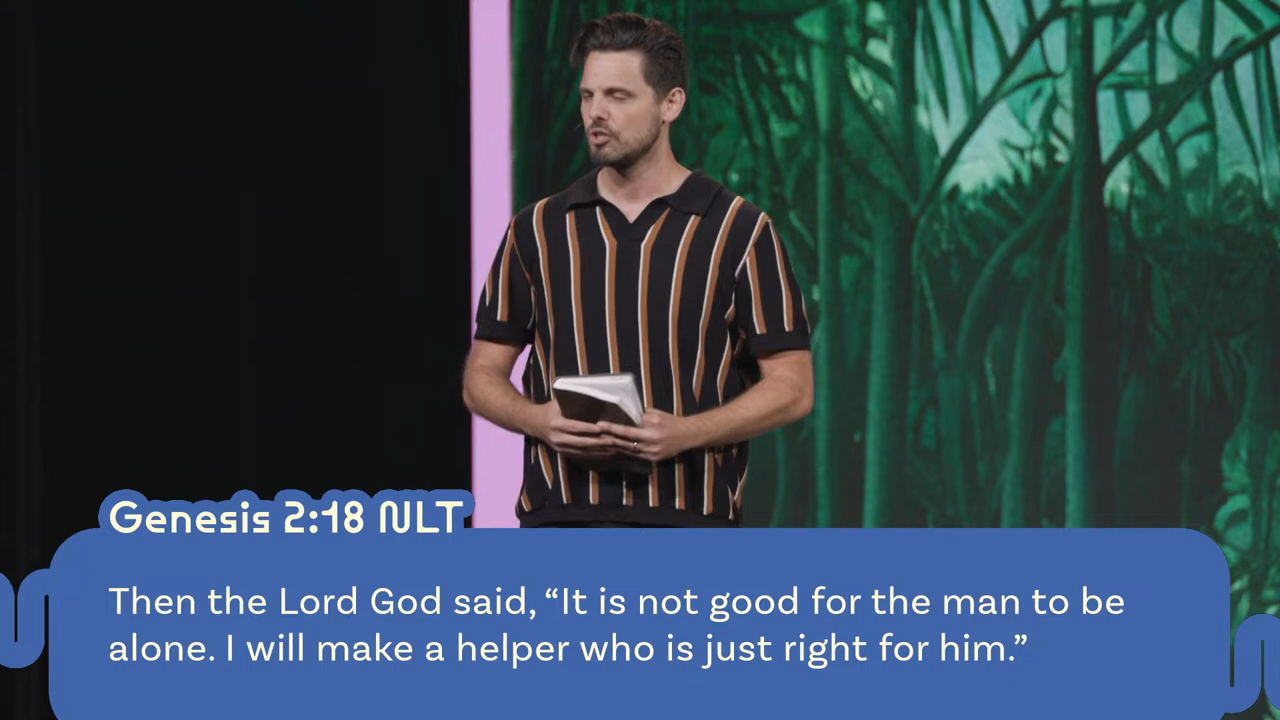 Genesis 2:18 NLT
Then the Lord God said, “It is not good for the man to be
alone. I will make a helper who is just right for him.”